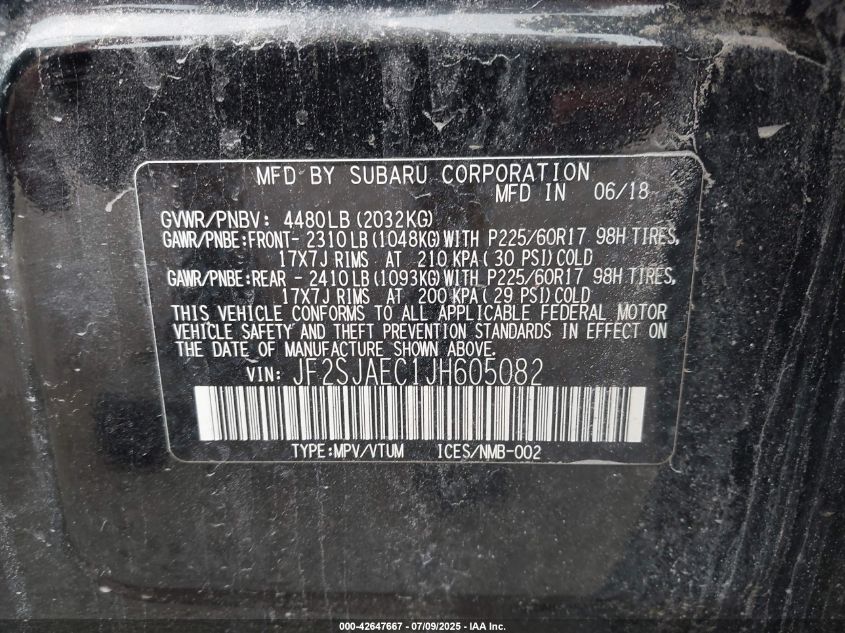 MFD BY SUBARU CORPORATION
MFD IN 06/18
GVWR/PNBV: 4480LB (2032KG)
GAWR/PNBE:FRONT- 2310LB (1048KG) WITH P225/60R17 98H TIRES,
17X7J RIMS AT 210 KPA ( 30 PSI) COLD
GAWR/PNBE:REAR - 2410LB (1093KG) WITH P225/60R17 98H TIRES,
17X7J RIMS AT 200 KPA ( 29 PSI) COLD
THIS VEHICLE CONFORMS TO ALL APPLICABLE FEDERAL MOTOR
VEHICLE SAFETY AND THEFT PREVENTION STANDARDS IN EFFECT ON
THE DATE OF MANUFACTURE SHOWN ABOVE.
VIN: JF2SJAEC1JH605082
TYPE:MPV/VTUM ICES/NMB-002
000-42647667 - 07/09/2025 - IAA Inc.